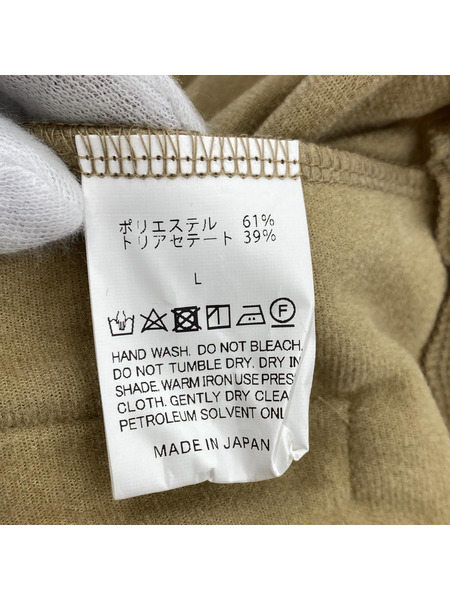 ポリエステル 61%
トリアセテート 39%
L
HAND WASH. DO NOT BLEACH.
DO NOT TUMBLE DRY. DRY IN
SHADE. WARM IRON USE PRESS
CLOTH. GENTLY DRY CLEA
PETROLEUM SOLVENT ONL
MADE IN JAPAN